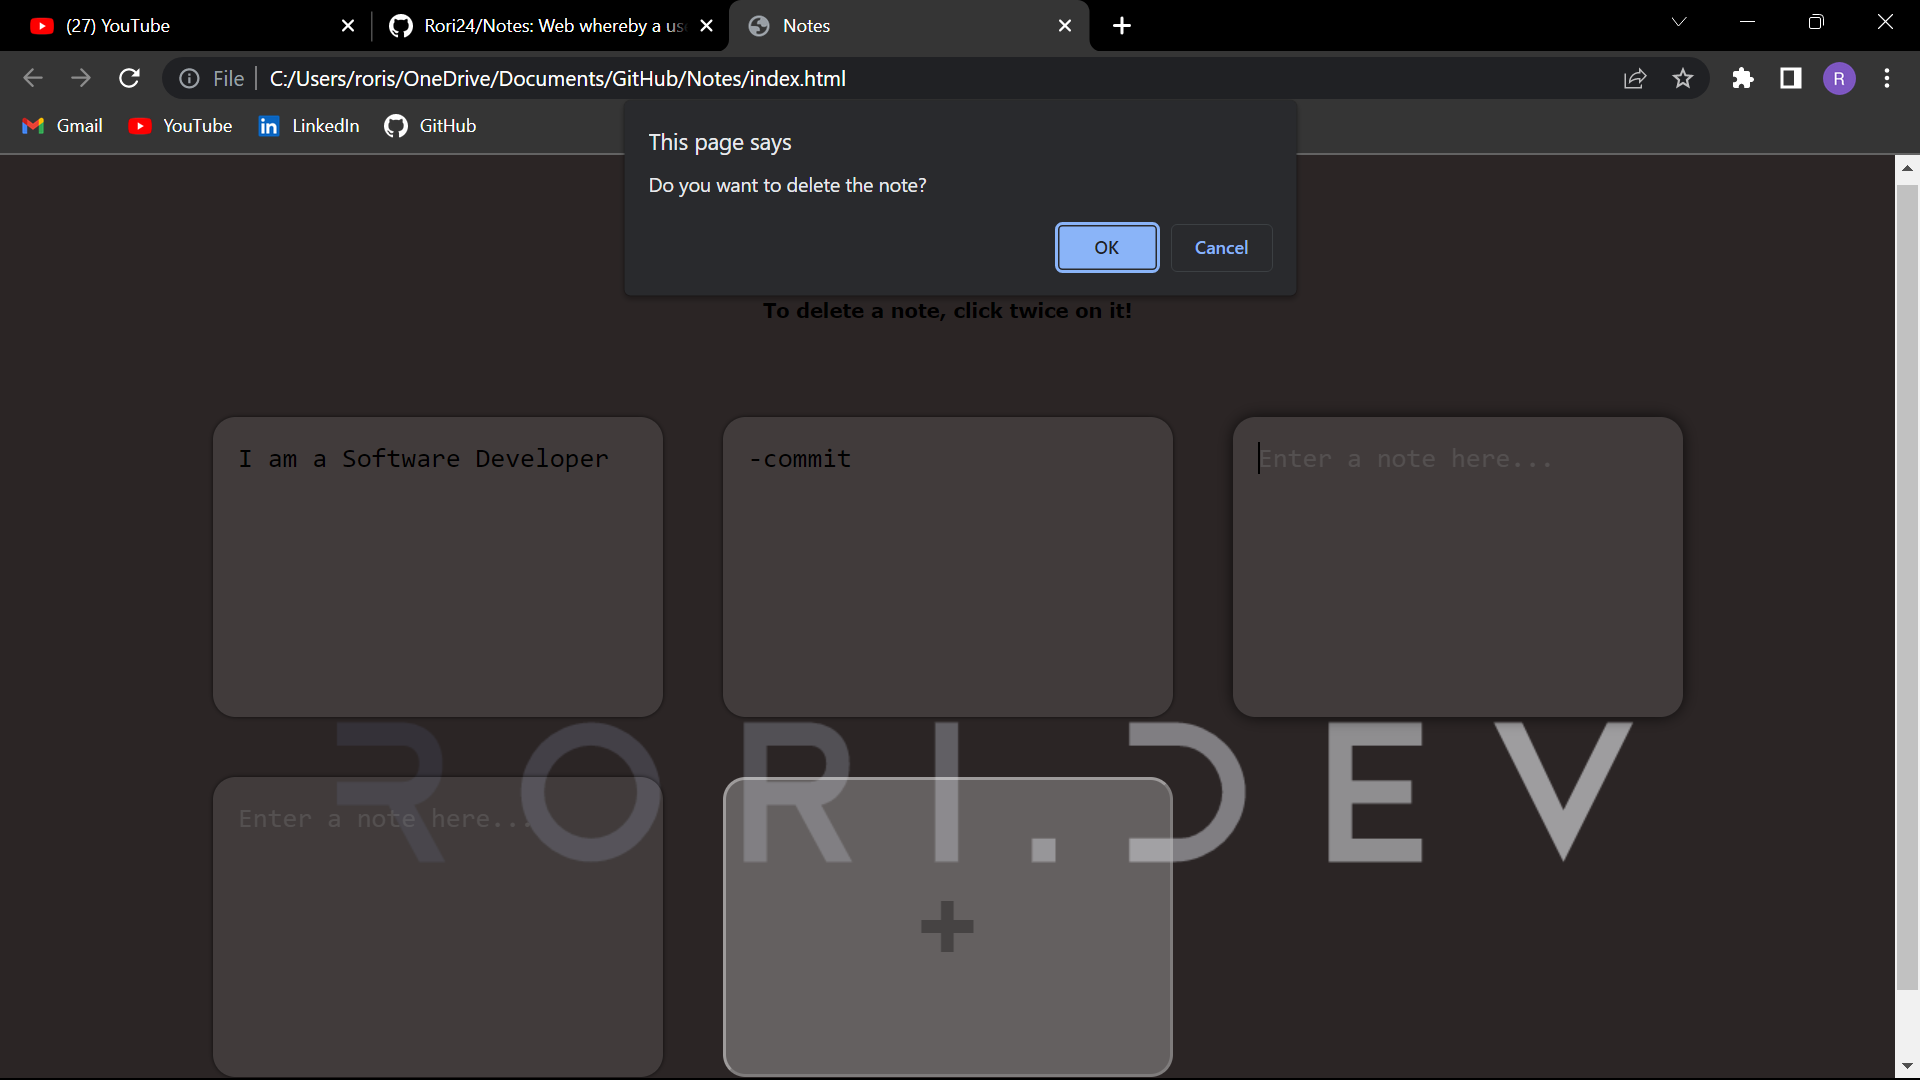 (27) YouTube
Rori24/Notes: Web whereby a us
Notes
File
C:/Users/roris/OneDrive/Documents/GitHub/Notes/index.html
R
Gmail
YouTube
LinkedIn
GitHub
This page says
Do you want to delete the note?
OK
Cancel
To delete a note, click twice on it!
I am a Software Developer
-commit
Enter a note here...
RORI.DEV
Enter a note here...
+